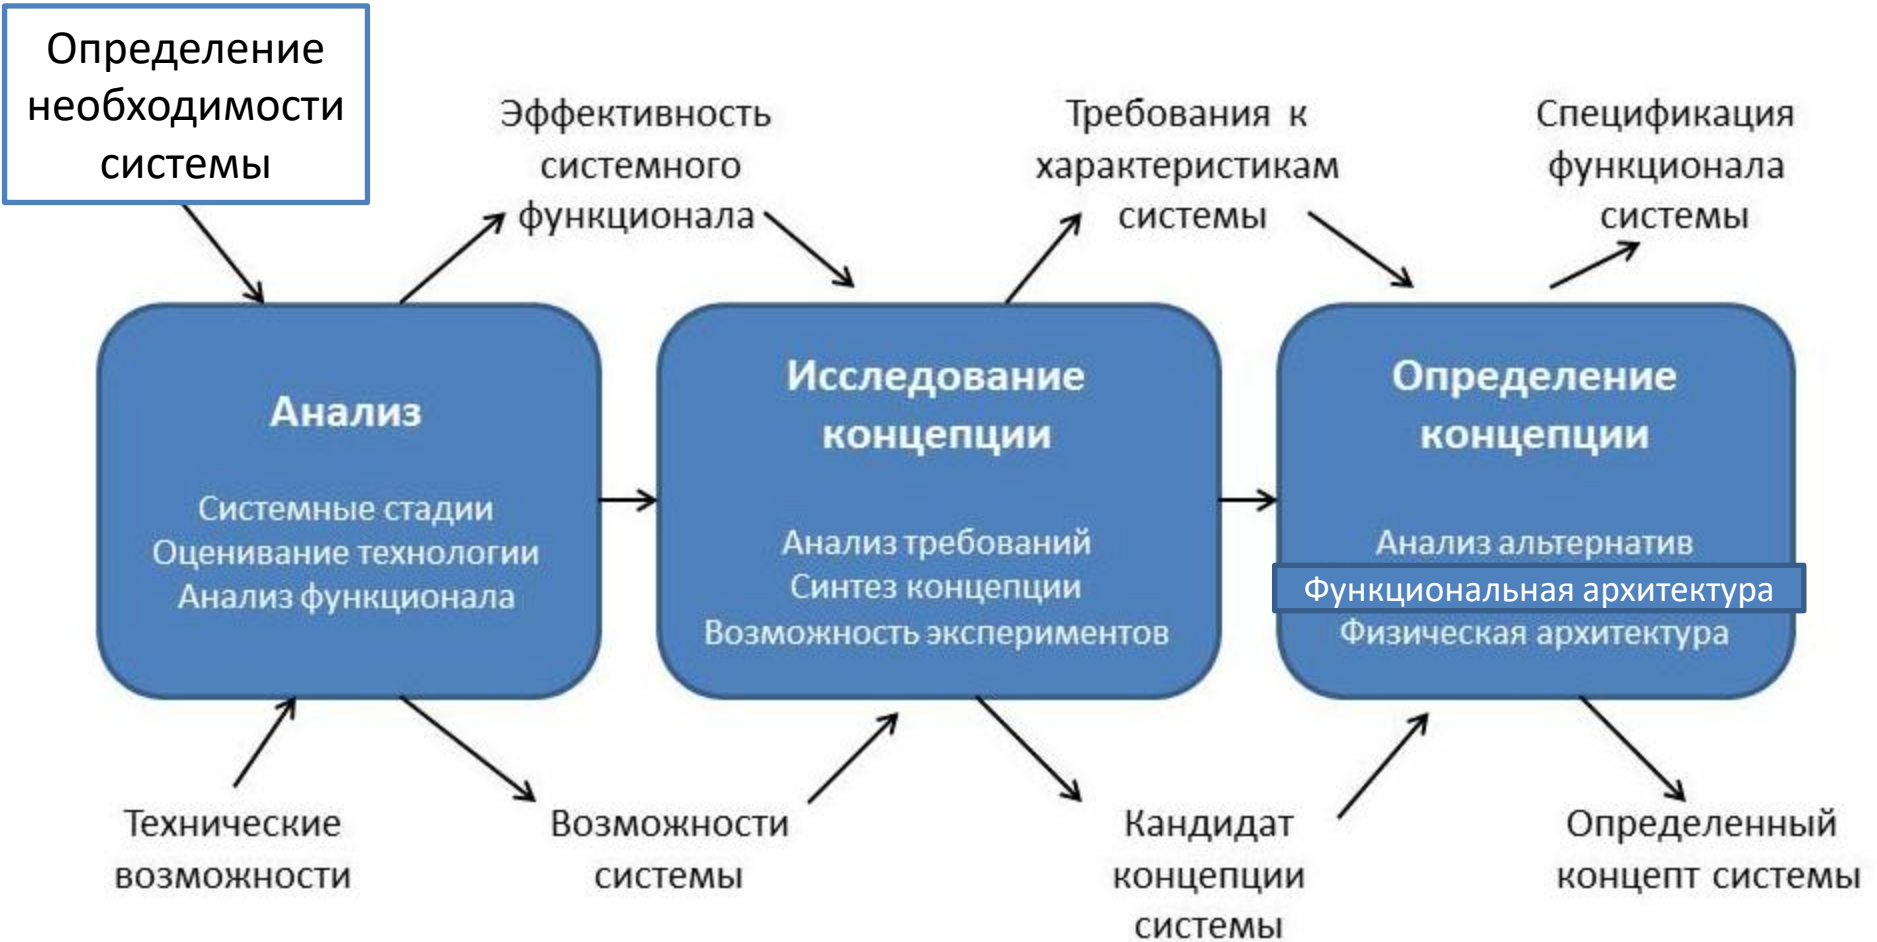 Определение
необходимости
системы
Эффективность
системного
функционала
Требования к
характеристикам
системы
Спецификация
функционала
системы
Анализ
Системные стадии
Оценивание технологии
Анализ функционала
Исследование
концепции
Анализ требований
Синтез концепции
Возможность экспериментов
Определение
концепции
Анализ альтернатив
Функциональная архитектура
Физическая архитектура
Технические
возможности
Возможности
системы
Кандидат
концепции
системы
Определенный
концепт системы